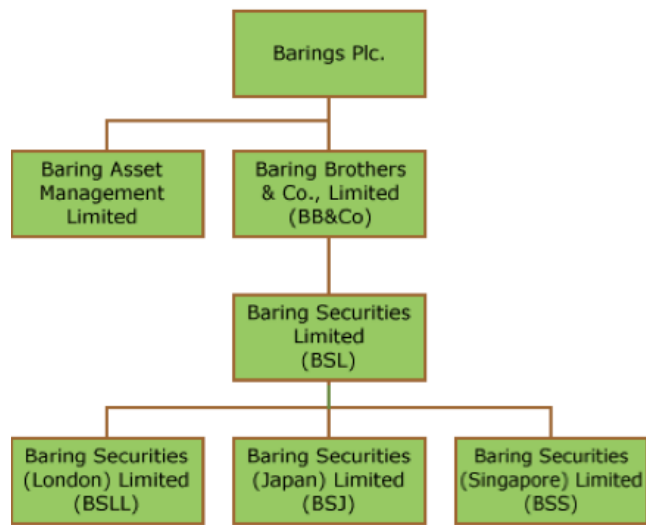 Barings Plc.
Baring Asset
Management
Limited
Baring Brothers
& Co., Limited
(BB&Co)
Baring Securities
Limited
(BSL)
Baring Securities
(London) Limited
(BSLL)
Baring Securities
(Japan) Limited
(BSJ)
Baring Securities
(Singapore) Limited
(BSS)